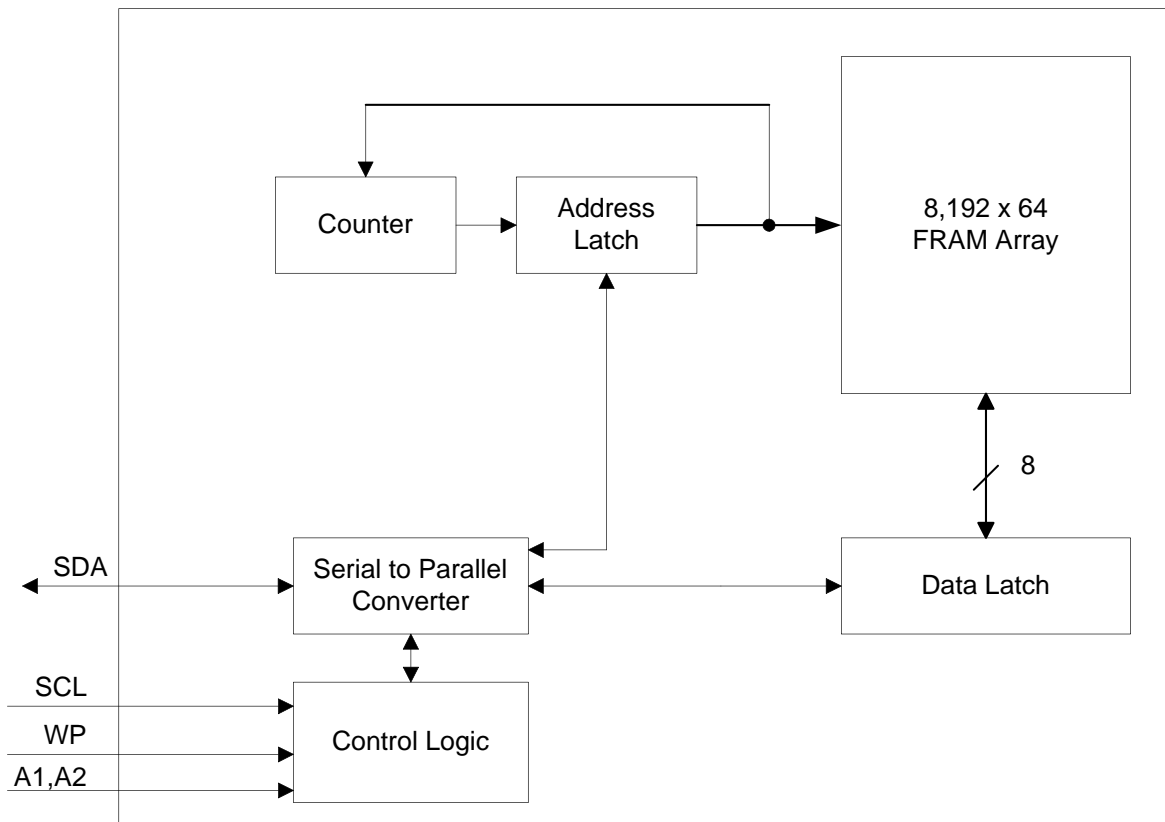 Counter
Address
Latch
8,192 x 64
FRAM Array
8
SDA
Serial to Parallel
Converter
Data Latch
SCL
WP
A1,A2
Control Logic